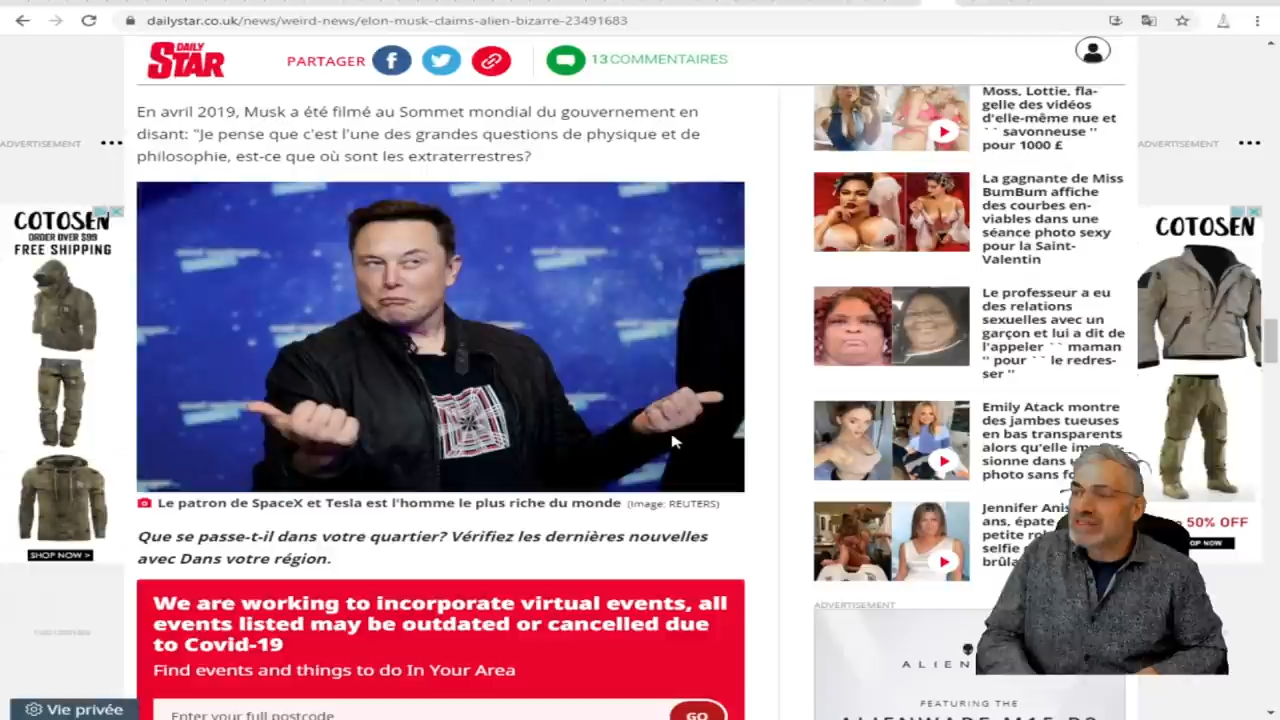 dailystar.co.uk/news/weird-news/elon-musk-claims-alien-bizarre-23491683
DAILY
STAR
PARTAGER
13 COMMENTAIRES
En avril 2019, Musk a été filmé au Sommet mondial du gouvernement en
disant: "Je pense que c'est l'une des grandes questions de physique et de
philosophie, est-ce que où sont les extraterrestres?
Le patron de SpaceX et Tesla est l'homme le plus riche du monde (Image: REUTERS)
Que se passe-t-il dans votre quartier? Vérifiez les dernières nouvelles
avec Dans votre région.
We are working to incorporate virtual events, all
events listed may be outdated or cancelled due
to Covid-19
Find events and things to do In Your Area
Enter your full postcode
GO
Moss, Lottie, fla-
gelle des vidéos
d'elle-même nue et
`` savonneuse ''
pour 1000 £
La gagnante de Miss
BumBum affiche
des courbes en-
viables dans une
séance photo sexy
pour la Saint-
Valentin
Le professeur a eu
des relations
sexuelles avec un
garçon et lui a dit de
l'appeler `` maman
'' pour `` le redres-
ser ''
Emily Atack montre
des jambes tueuses
en bas transparents
alors qu'elle
sionne dans
photo sans
Jennifer
ans, épate
petite
selfie
ADVERTISEMENT
ALIEN
FEATURING THE
ALIENWARE M15 R3
ADVERTISEMENT
COTOSEN
ORDER OVER $99
FREE SHIPPING
SHOP NOW >
Vie privée
ADVERTISEMENT
COTOSEN
50% OFF
OP NOW